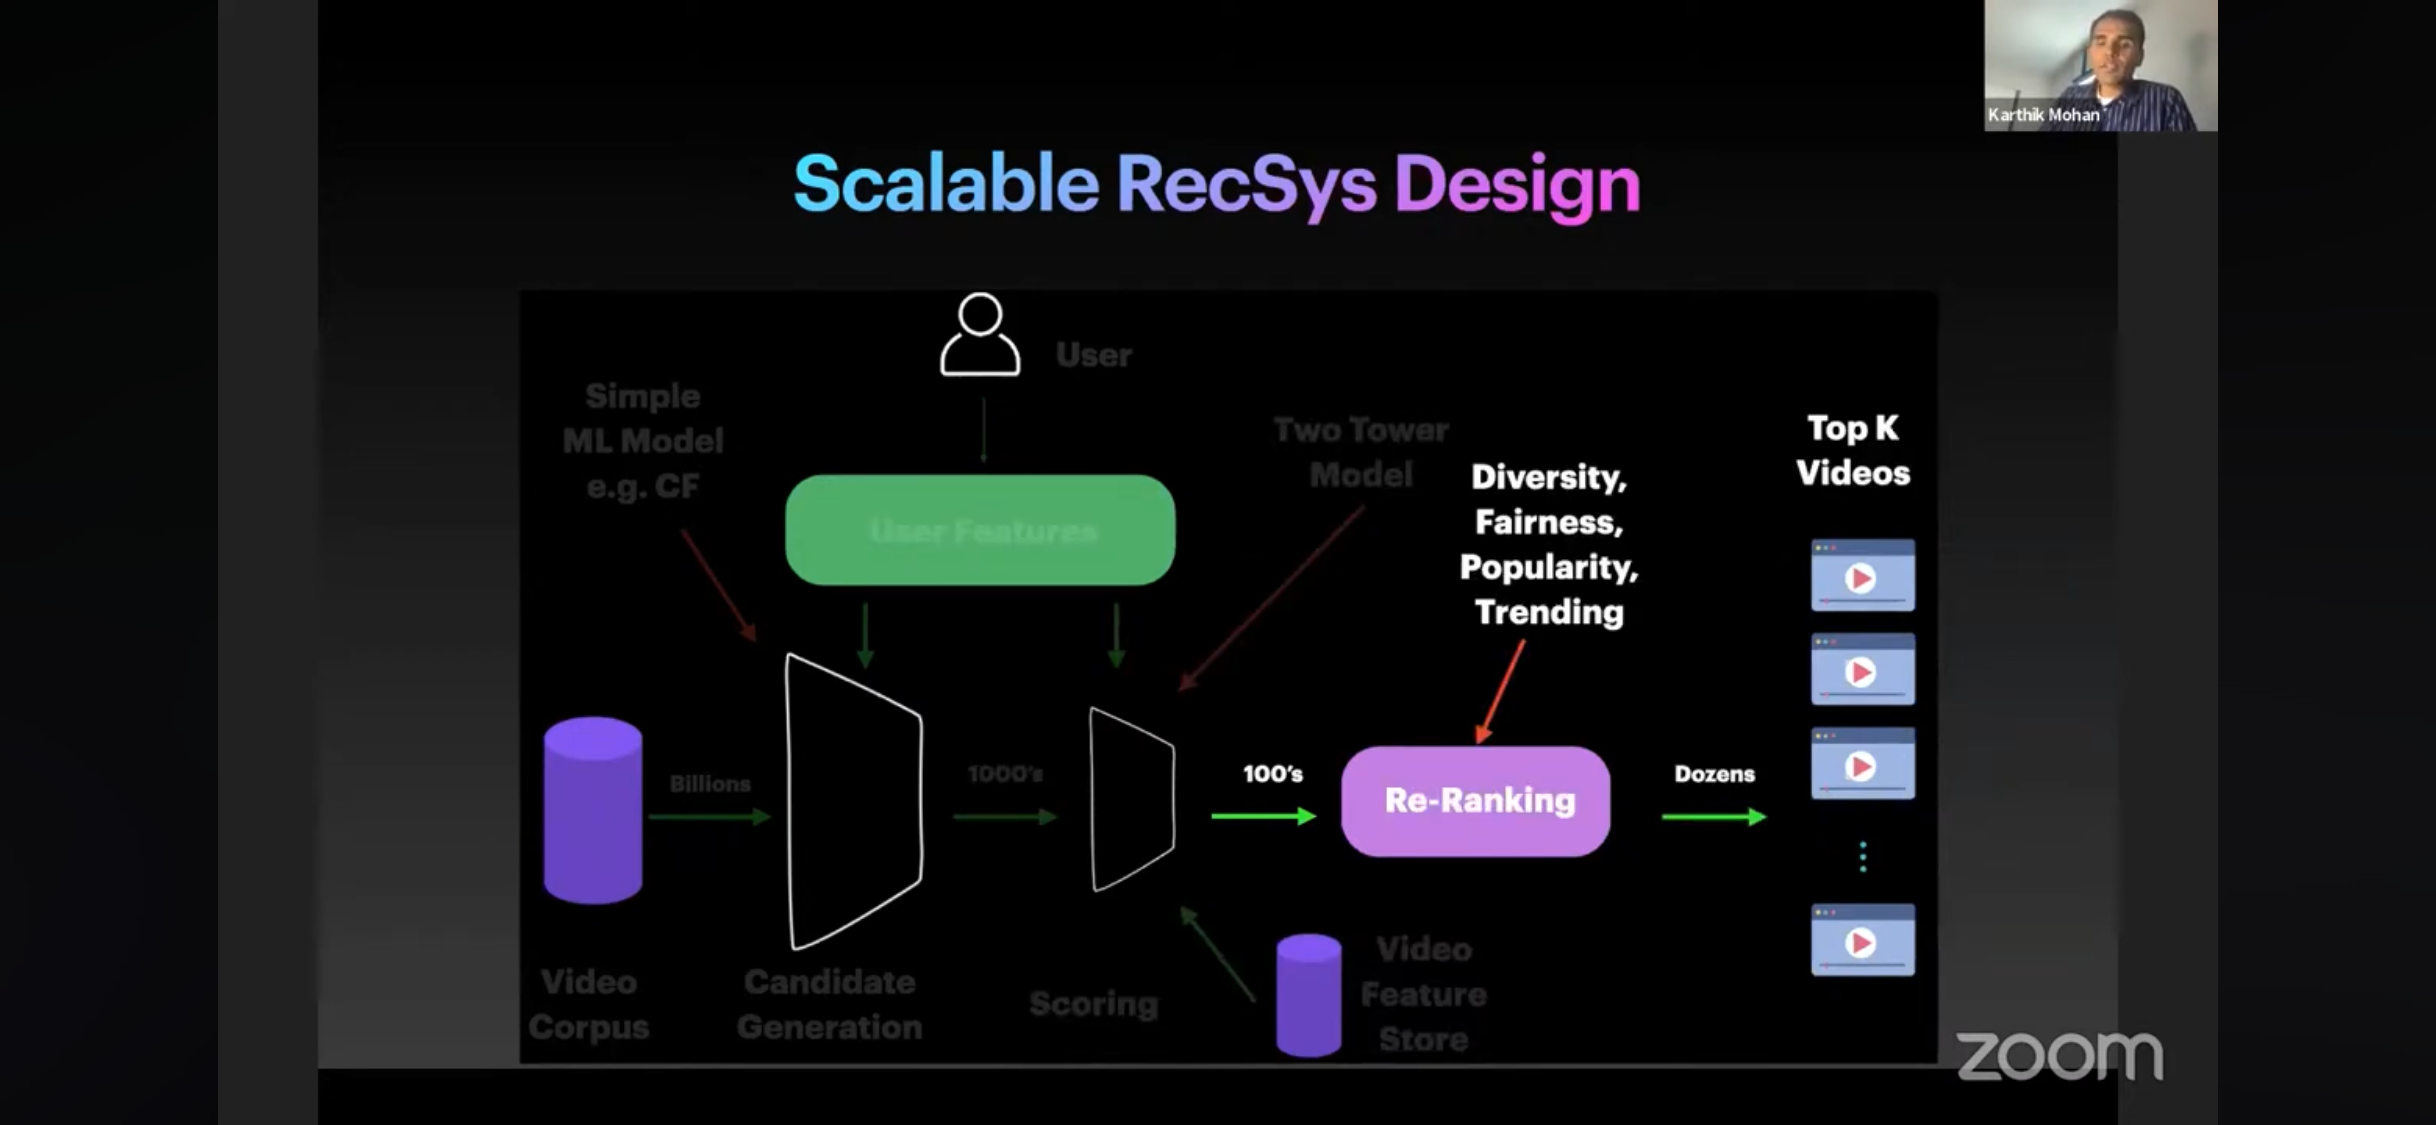 Karthik Mohan
Scalable RecSys Design
User
Simple
ML Model
e.g. CF
Two Tower
Model
Top K
Videos
Diversity,
Fairness,
Popularity,
Trending
User Features
Billions
1000's
100's
Re-Ranking
Dozens
Video
Corpus
Candidate
Generation
Scoring
Video
Feature
Store
zoom